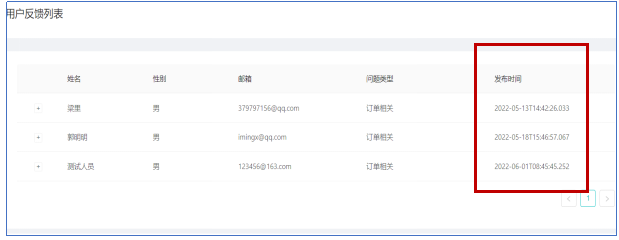 用户反馈列表
姓名 性别 邮箱 问题类型 发布时间
+ 梁里 男 379797156@qq.com 订单相关 2022-05-13T14:42:26.033
+ 郭明明 男 imingx@qq.com 订单相关 2022-05-18T15:46:57.067
+ 测试人员 男 123456@163.com 订单相关 2022-06-01T08:45:45.252
< 1 >